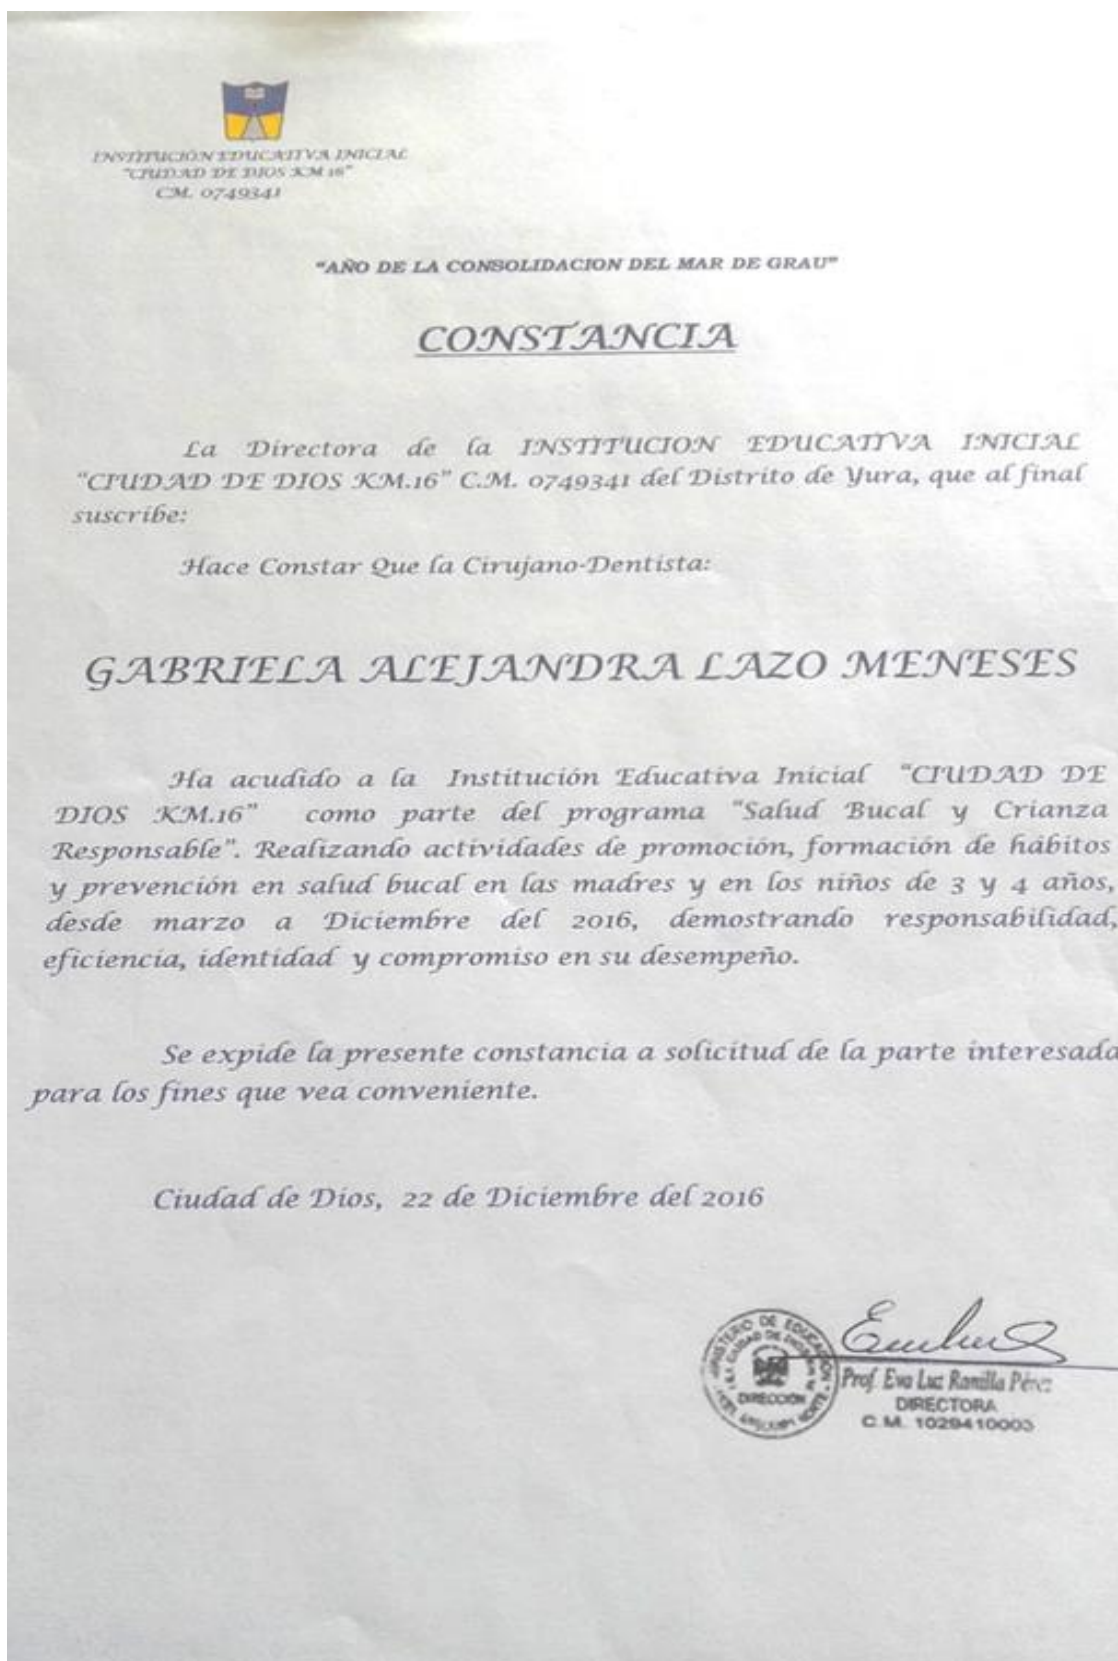 INSTITUCIÓN EDUCATIVA INICIAL
"CIUDAD DE DIOS KM 16"
CM. 0749341
"AÑO DE LA CONSOLIDACION DEL MAR DE GRAU"
CONSTANCIA
La Directora de la INSTITUCION EDUCATIVA INICIAL
"CIUDAD DE DIOS KM.16" C.M. 0749341 del Distrito de Yura, que al final
suscribe:
Hace Constar Que la Cirujano-Dentista:
GABRIELA ALEJANDRA LAZO MENESES
Ha acudido a la Institución Educativa Inicial "CIUDAD DE
DIOS KM.16" como parte del programa "Salud Bucal y Crianza
Responsable". Realizando actividades de promoción, formación de hábitos
y prevención en salud bucal en las madres y en los niños de 3 y 4 años,
desde marzo a Diciembre del 2016, demostrando responsabilidad,
eficiencia, identidad y compromiso en su desempeño.
Se expide la presente constancia a solicitud de la parte interesada
para los fines que vea conveniente.
Ciudad de Dios, 22 de Diciembre del 2016
MINISTERIO DE EDUCACIÓN
DIRECCIÓN
Prof. Eva Luz Ranilla Pérez
DIRECTORA
C.M. 1029410003